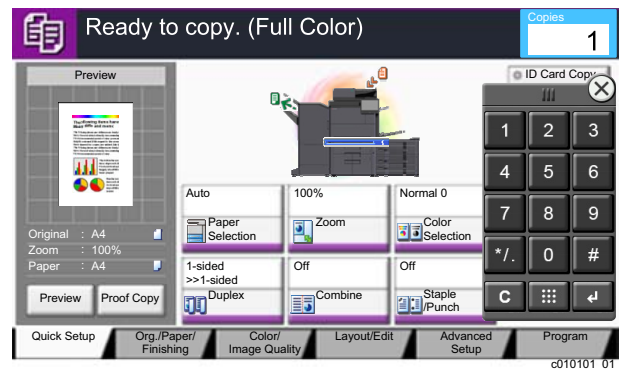 Ready to copy. (Full Color)
Copies
1
Preview
ID Card Copy
Original : A4
Zoom : 100%
Paper : A4
Preview
Proof Copy
Auto
Paper
Selection
100%
Zoom
Normal 0
Color
Selection
1-sided
>>1-sided
Duplex
Off
Combine
Off
Staple
/Punch
1 2 3
4 5 6
7 8 9
*/. 0 #
C
Quick Setup
Org./Paper/
Finishing
Color/
Image Quality
Layout/Edit
Advanced
Setup
Program
c010101_01